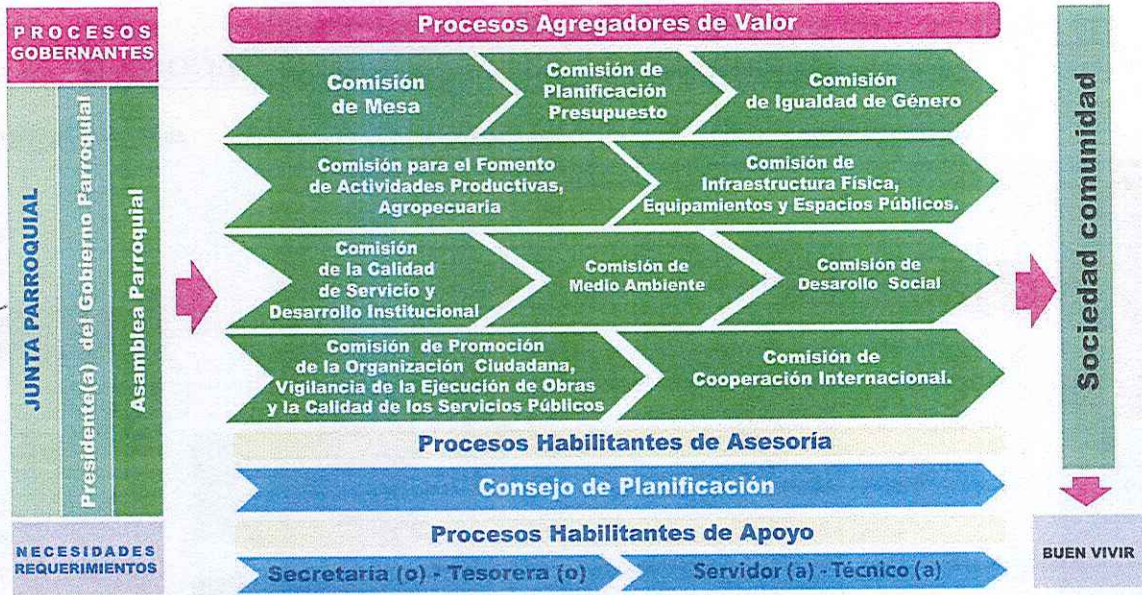 PROCESOS
GOBERNANTES
JUNTA PARROQUIAL
Presidente(a) del Gobierno Parroquial
Asamblea Parroquial
NECESIDADES
REQUERIMIENTOS
Procesos Agregadores de Valor
Comisión
de Mesa
Comisión de
Planificación
Presupuesto
Comisión
de Igualdad de Género
Comisión para el Fomento
de Actividades Productivas,
Agropecuaria
Comisión de
Infraestructura Física,
Equipamientos y Espacios Públicos.
Comisión
de la Calidad
de Servicio y
Desarrollo Institucional
Comisión de
Medio Ambiente
Comisión de
Desarollo Social
Comisión de Promoción
de la Organización Ciudadana,
Vigilancia de la Ejecución de Obras
y la Calidad de los Servicios Públicos
Comisión de
Cooperación Internacional.
Procesos Habilitantes de Asesoría
Consejo de Planificación
Procesos Habilitantes de Apoyo
Secretaria (o) - Tesorera (o)
Servidor (a) - Técnico (a)
Sociedad comunidad
BUEN VIVIR